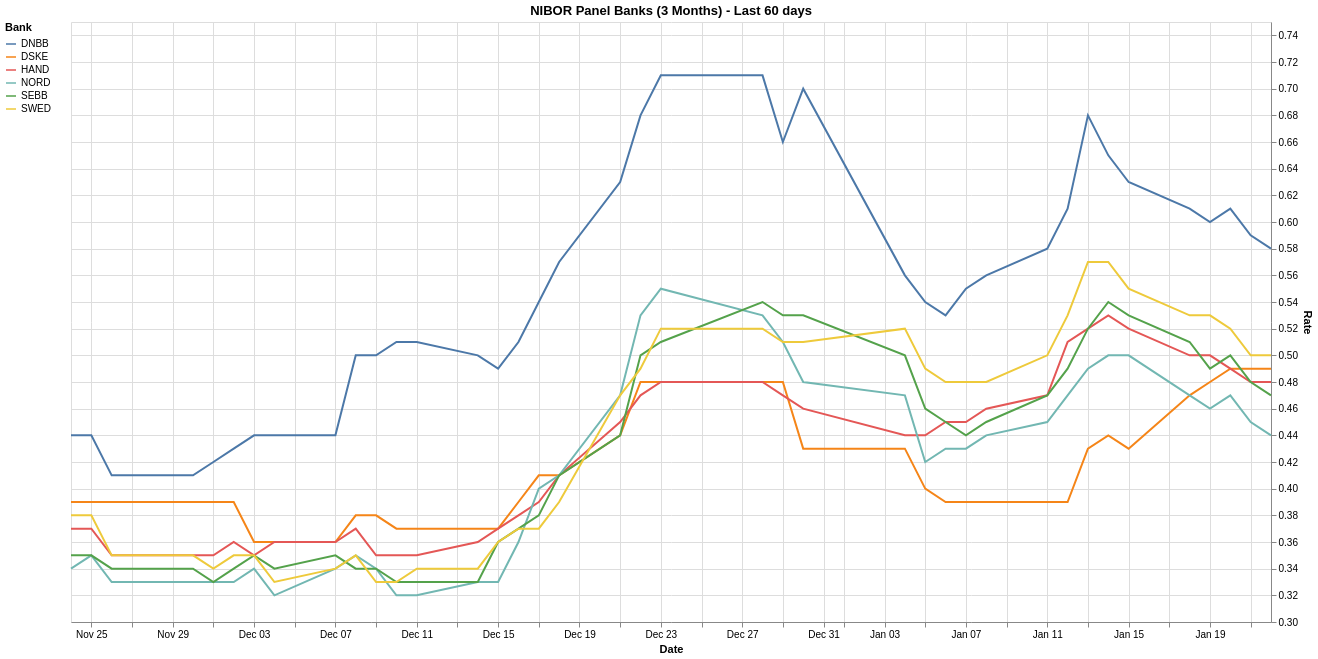 NIBOR Panel Banks (3 Months) - Last 60 days
Bank
DNBB
DSKE
HAND
NORD
SEBB
SWED
0.74
0.72
0.70
0.68
0.66
0.64
0.62
0.60
0.58
0.56
0.54
0.52
0.50
0.48
0.46
0.44
0.42
0.40
0.38
0.36
0.34
0.32
0.30
Rate
Nov 25 Nov 29 Dec 03 Dec 07 Dec 11 Dec 15 Dec 19 Dec 23 Dec 27 Dec 31 Jan 03 Jan 07 Jan 11 Jan 15 Jan 19
Date